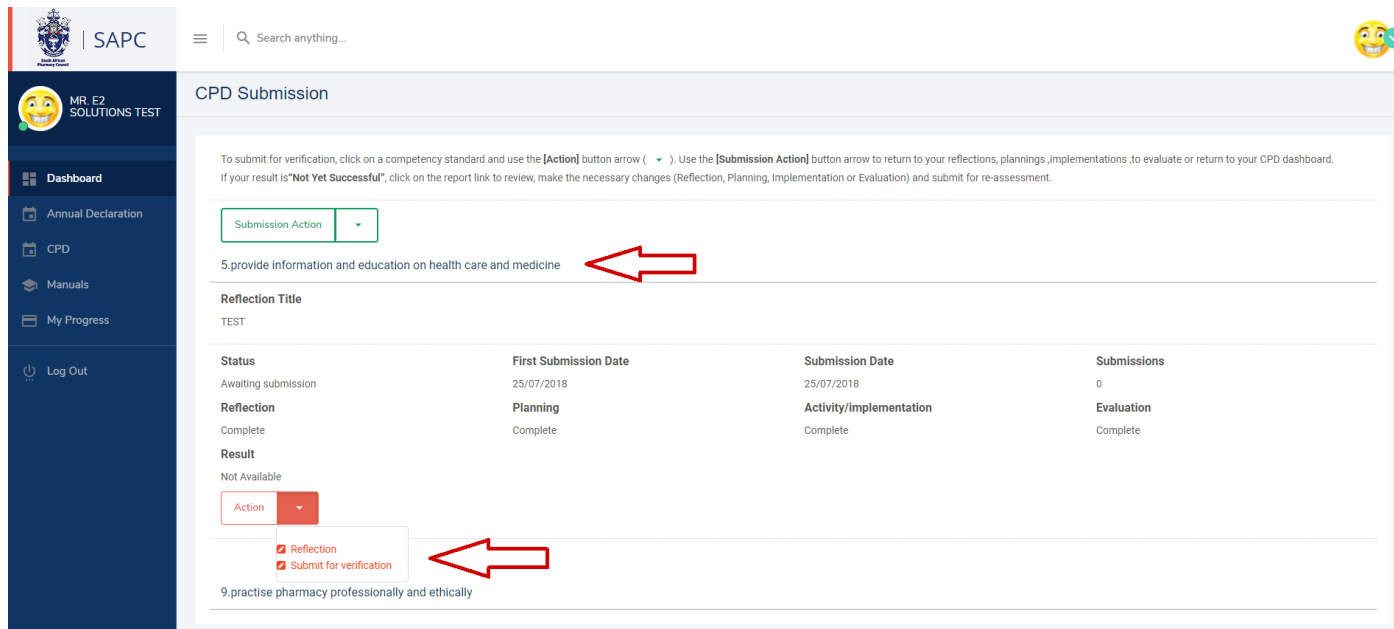 South African
Pharmacy Council
SAPC
Search anything...
MR. E2
SOLUTIONS TEST
Dashboard
Annual Declaration
CPD
Manuals
My Progress
Log Out
CPD Submission
To submit for verification, click on a competency standard and use the [Action] button arrow ( ). Use the [Submission Action] button arrow to return to your reflections, plannings ,implementations ,to evaluate or return to your CPD dashboard.
If your result is"Not Yet Successful", click on the report link to review, make the necessary changes (Reflection, Planning, Implementation or Evaluation) and submit for re-assessment.
Submission Action
5.provide information and education on health care and medicine
Reflection Title
TEST
Status First Submission Date Submission Date Submissions
Awaiting submission 25/07/2018 25/07/2018 0
Reflection Planning Activity/implementation Evaluation
Complete Complete Complete Complete
Result
Not Available
Action
Reflection
Submit for verification
9.practise pharmacy professionally and ethically